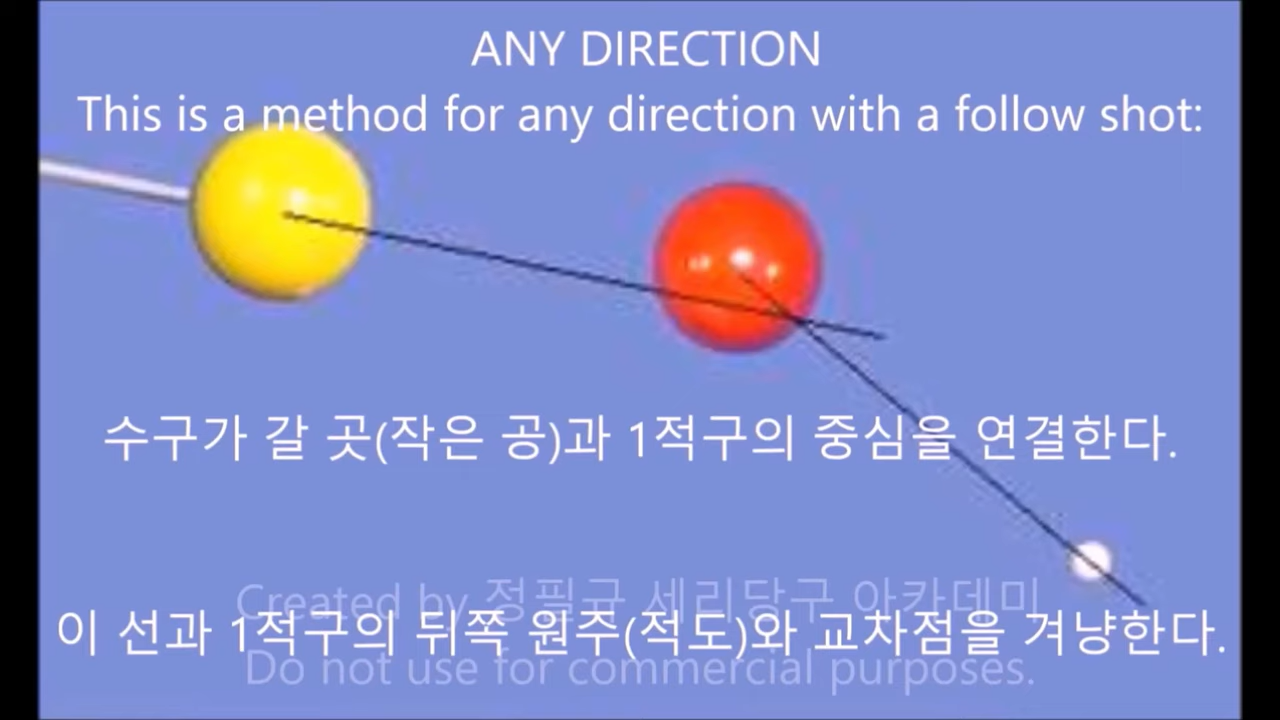 ANY DIRECTION
This is a method for any direction with a follow shot:
수구가 갈 곳(작은 공)과 1적구의 중심을 연결한다.
Created by 정필규 세리당구 아카데미
이 선과 1적구의 뒤쪽 원주(적도)와 교차점을 겨냥한다.
Do not use for commercial purposes.